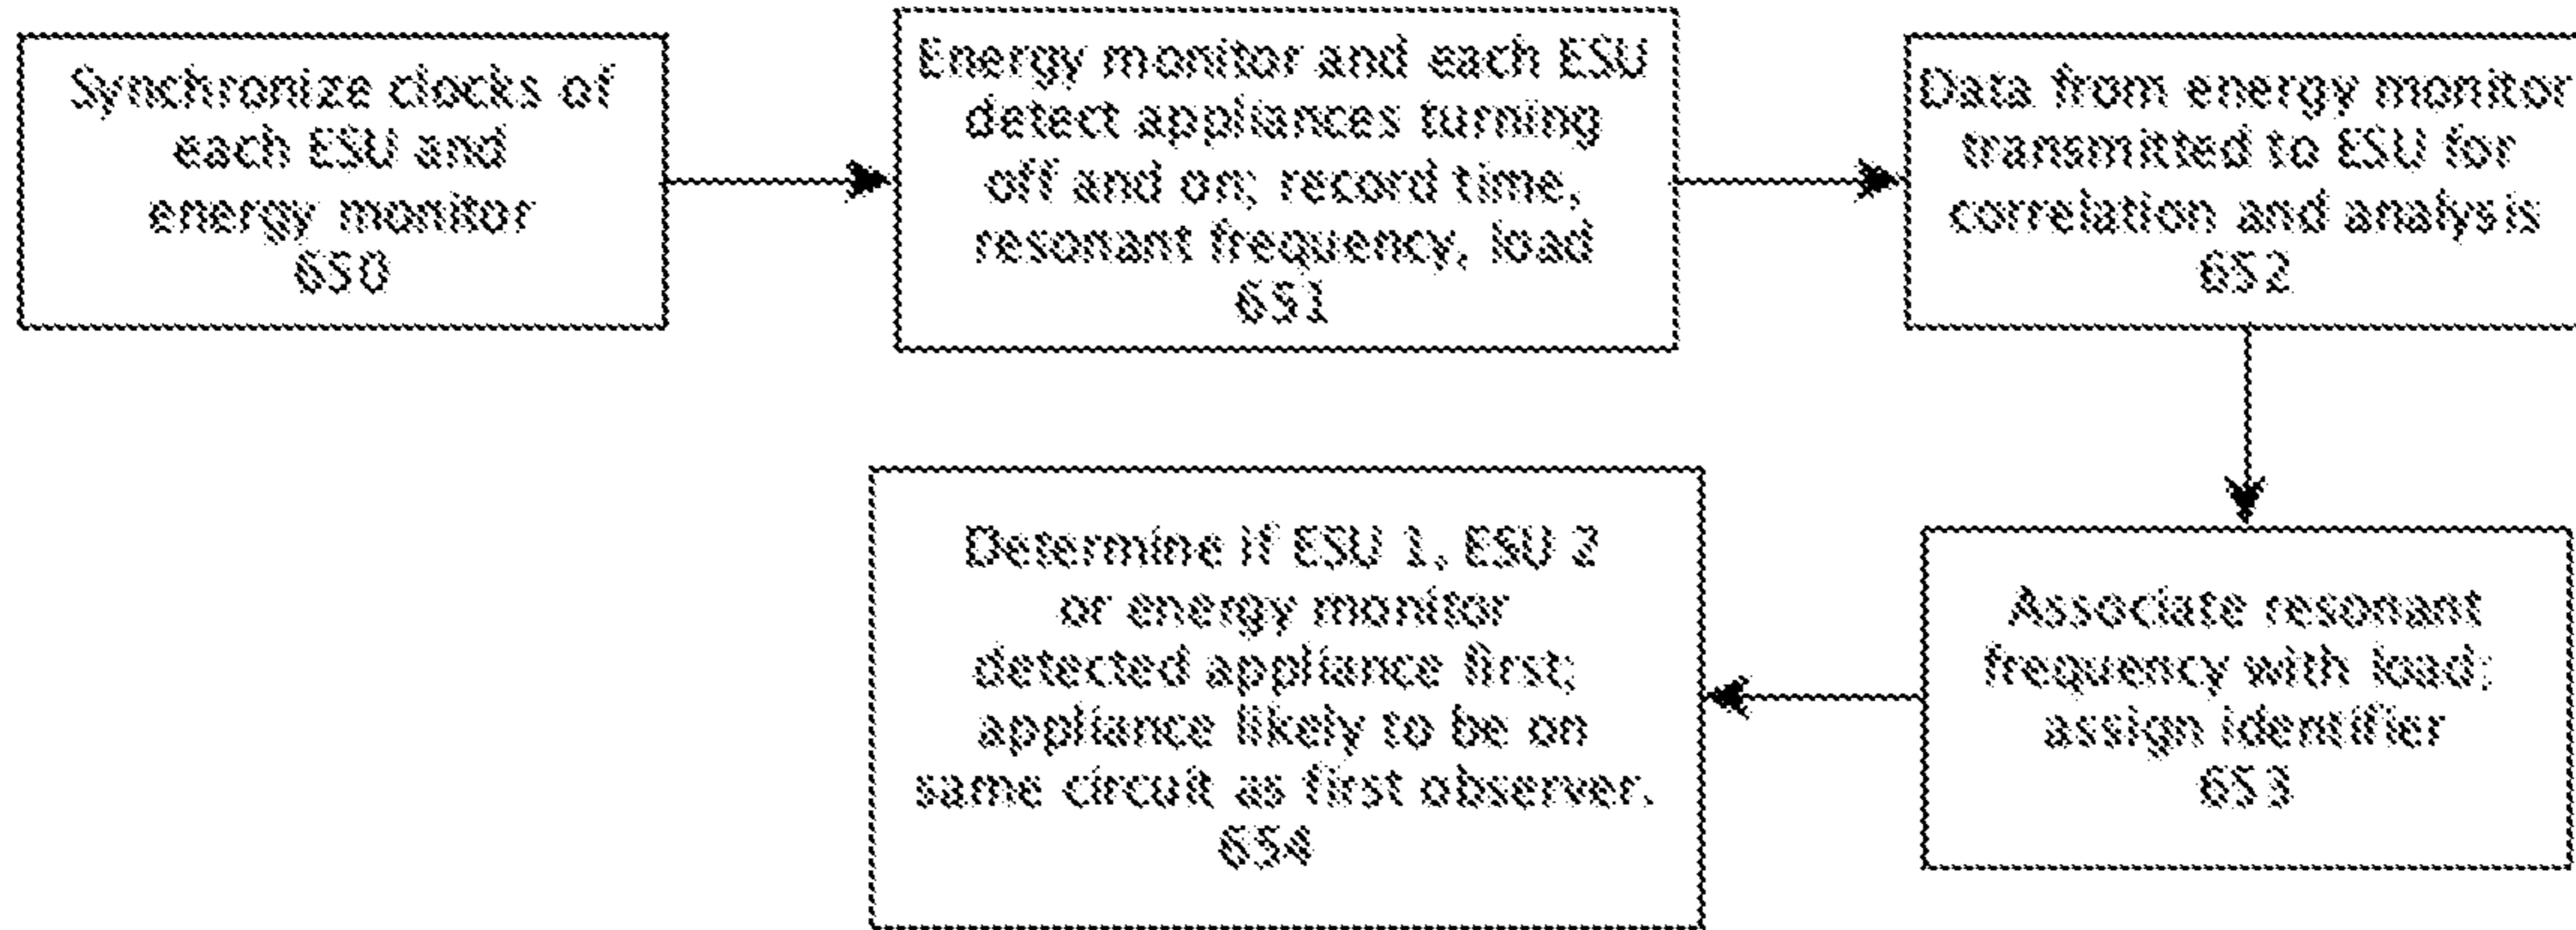 Synchronize clocks of
each ESU and
energy monitor
650
Energy monitor and each ESU
detect appliances turning
off and on; record time,
resonant frequency, load
651
Data from energy monitor
transmitted to ESU for
correlation and analysis
652
Associate resonant
frequency with load;
assign identifier
653
Determine if ESU 1, ESU 2
or energy monitor
detected appliance first;
appliance likely to be on
same circuit as first observer.
654